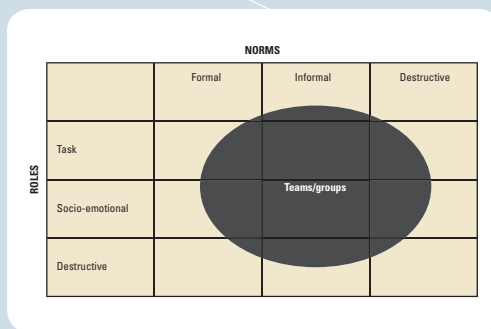 NORMS
Formal Informal Destructive
ROLES
Task
Teams/groups
Socio-emotional
Destructive